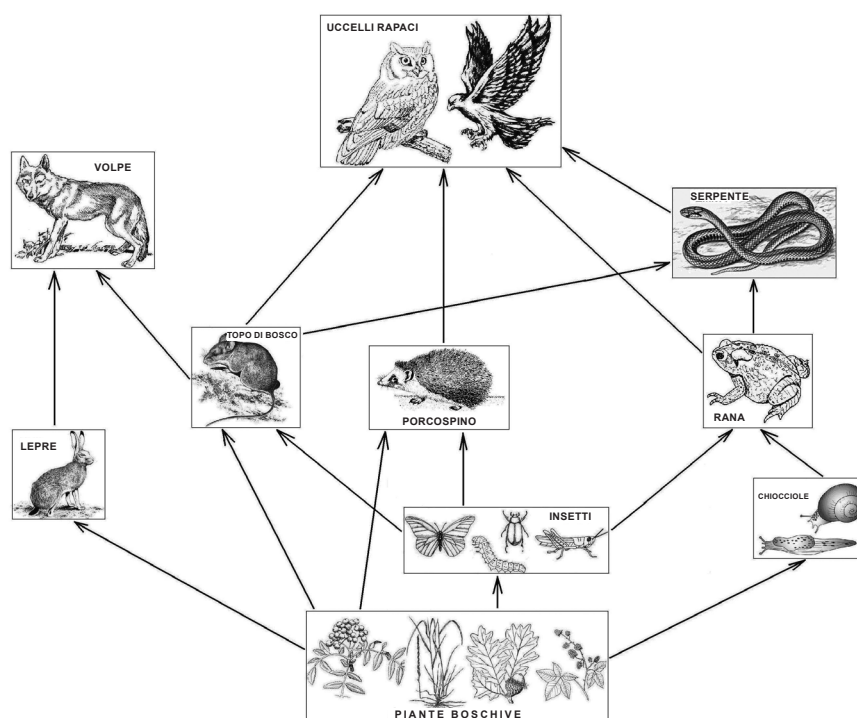 UCCELLI RAPACI
VOLPE
SERPENTE
TOPO DI BOSCO
PORCOSPINO
RANA
LEPRE
INSETTI
CHIOCCIOLE
PIANTE BOSCHIVE